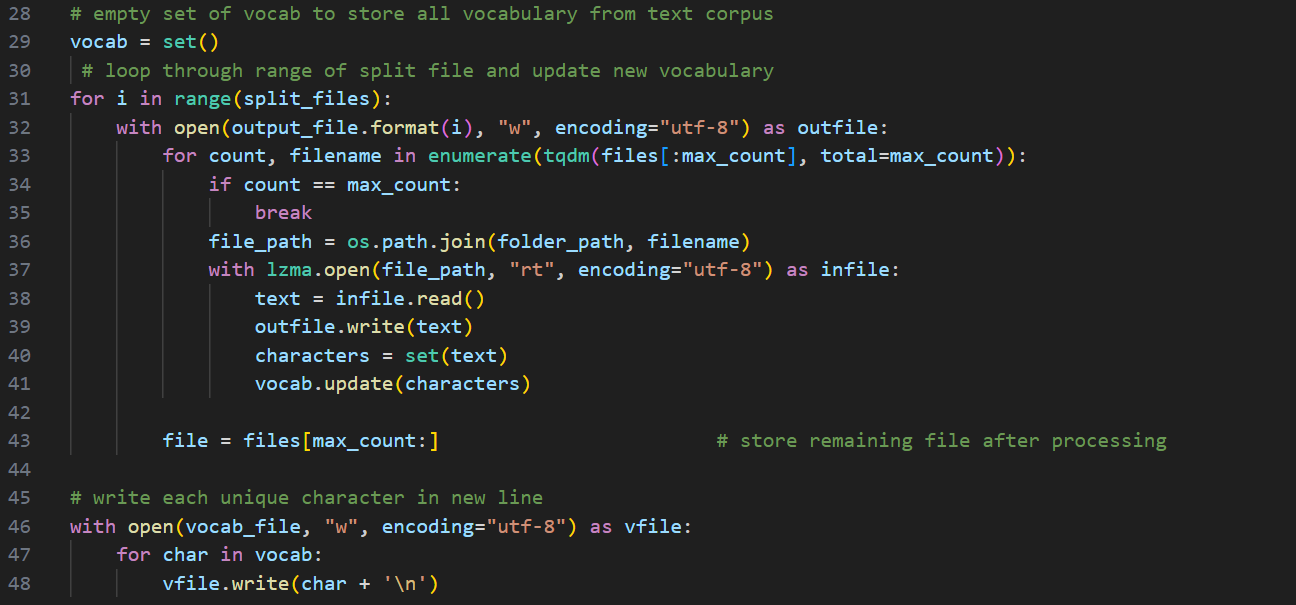 28 # empty set of vocab to store all vocabulary from text corpus
29 vocab = set()
30  # loop through range of split file and update new vocabulary
31 for i in range(split_files):
32     with open(output_file.format(i), "w", encoding="utf-8") as outfile:
33         for count, filename in enumerate(tqdm(files[:max_count], total=max_count)):
34             if count == max_count:
35                 break
36             file_path = os.path.join(folder_path, filename)
37             with lzma.open(file_path, "rt", encoding="utf-8") as infile:
38                 text = infile.read()
39                 outfile.write(text)
40                 characters = set(text)
41                 vocab.update(characters)
42
43         file = files[max_count:]                        # store remaining file after processing
44
45 # write each unique character in new line
46 with open(vocab_file, "w", encoding="utf-8") as vfile:
47     for char in vocab:
48         vfile.write(char + '\n')